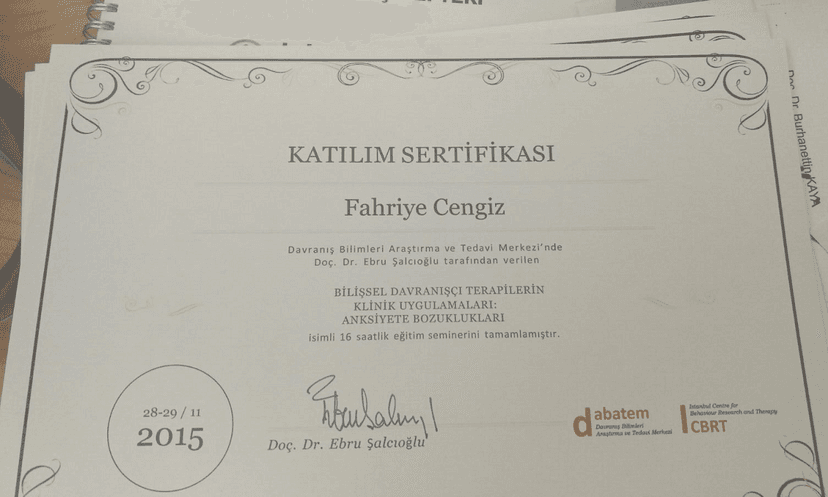 KATILIM SERTİFİKASI
Fahriye Cengiz
Davranış Bilimleri Araştırma ve Tedavi Merkezi'nde
Doç. Dr. Ebru Şalcıoğlu tarafından verilen
BİLİŞSEL DAVRANIŞÇI TERAPİLERİN
KLİNİK UYGULAMALARI:
ANKSİYETE BOZUKLUKLARI
isimli 16 saatlik eğitim seminerini tamamlamıştır.
28-29 / 11
2015
Doç. Dr. Ebru Şalcıoğlu
dabatem
Davranış Bilimleri
Araştırma ve Tedavi Merkezi
Istanbul Centre for
Behaviour Research and Therapy
ICBRT
Doç. Dr. Burhanettin KAYA